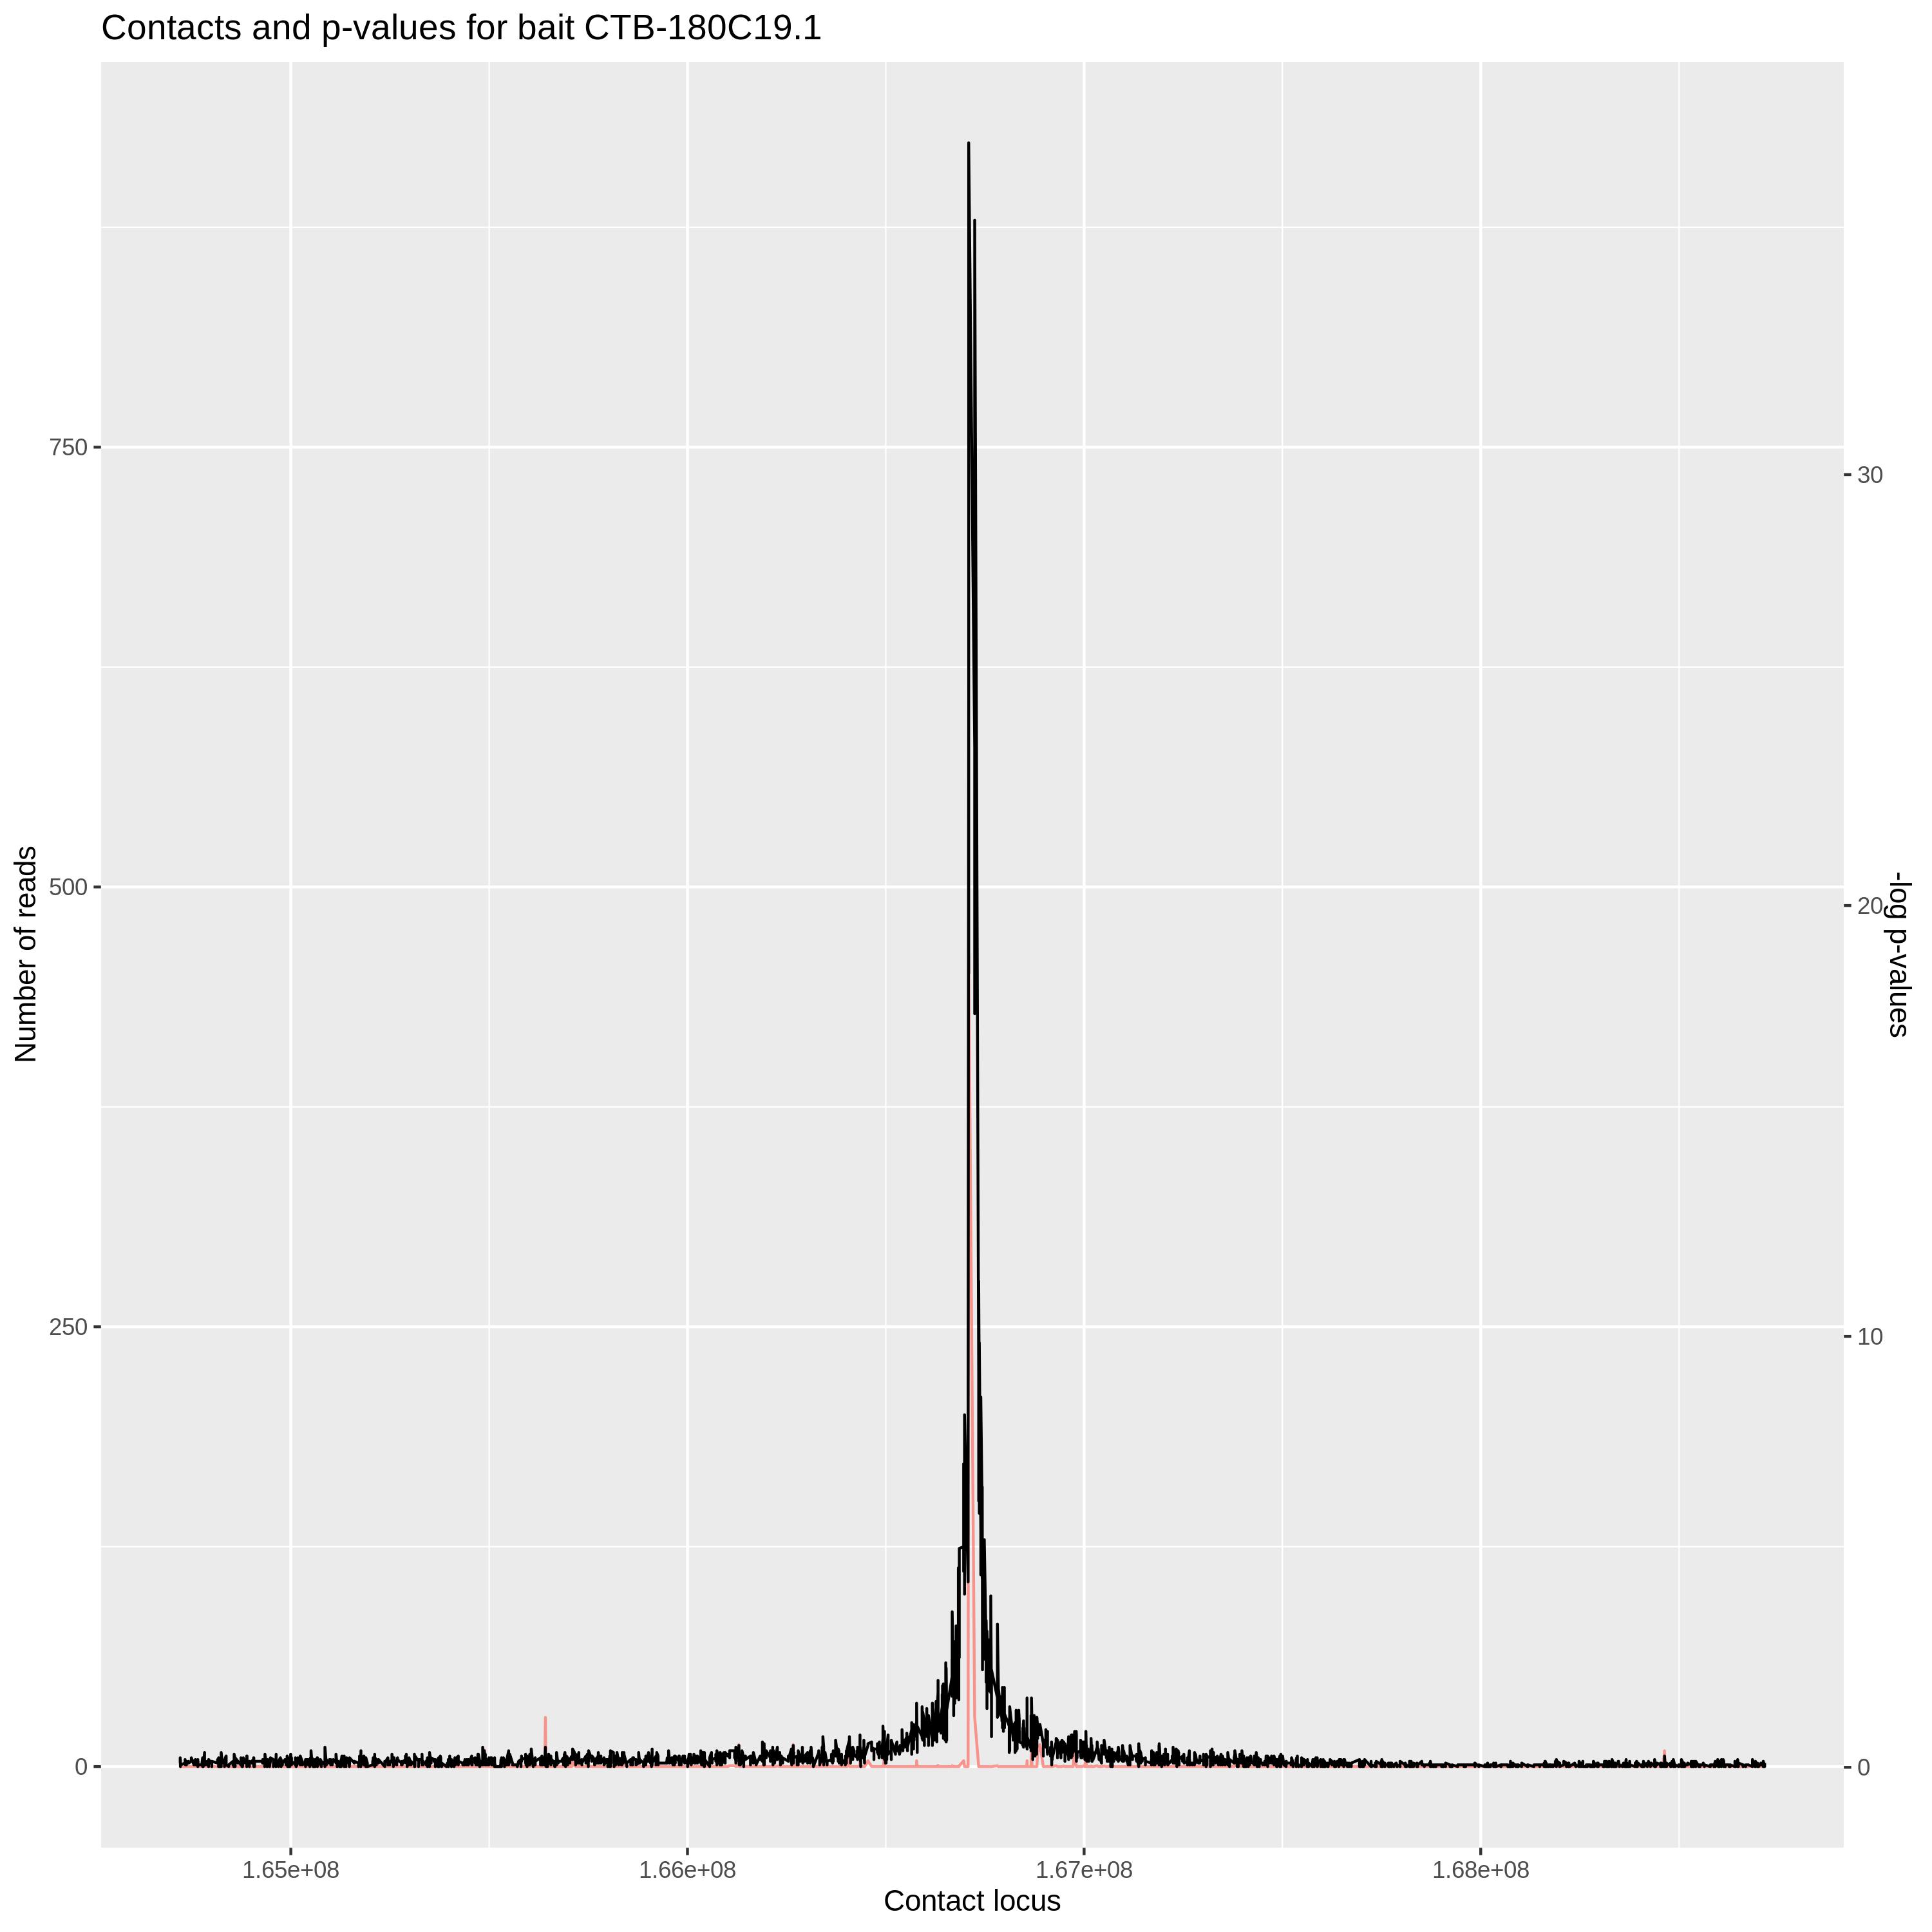 Contacts and p-values for bait CTB-180C19.1
750
500
250
0
30
20
10
0
Number of reads
-log p-values
1.65e+08
1.66e+08
1.67e+08
1.68e+08
Contact locus